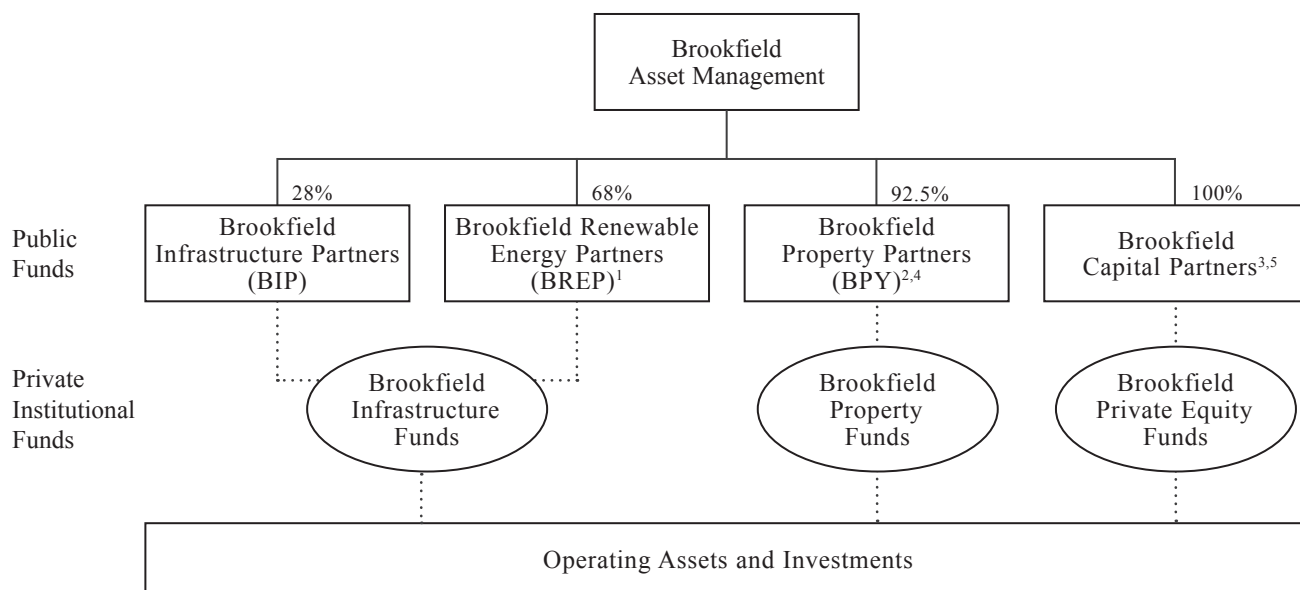 Brookfield
Asset Management
28%
68%
92.5%
100%
Public
Funds
Brookfield
Infrastructure Partners
(BIP)
Brookfield Renewable
Energy Partners
(BREP)1
Brookfield
Property Partners
(BPY)2,4
Brookfield
Capital Partners3,5
Private
Institutional
Funds
Brookfield
Infrastructure
Funds
Brookfield
Property
Funds
Brookfield
Private Equity
Funds
Operating Assets and Investments